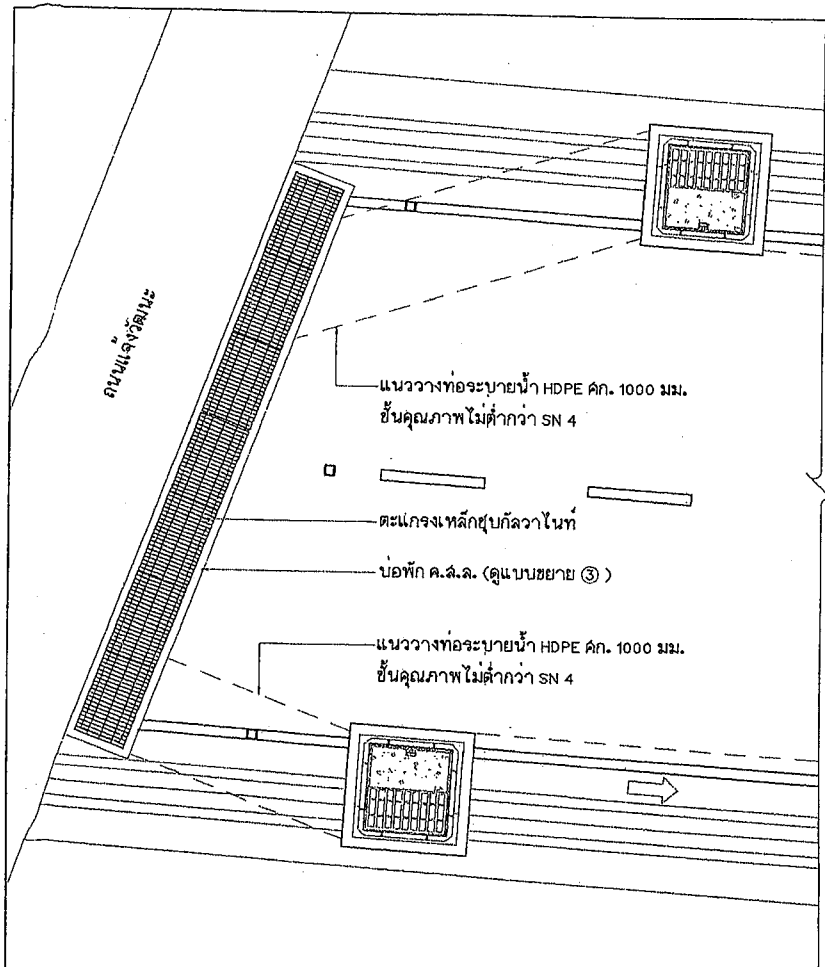 ถนนแจ้งวัฒนะ
แนววางท่อระบายน้ำ HDPE ศก. 1000 มม.
ชั้นคุณภาพไม่ต่ำกว่า SN 4
ตะแกรงเหล็กชุบกัลวาไนท์
บ่อพัก ค.ส.ล. (ดูแบบขยาย ③)
แนววางท่อระบายน้ำ HDPE ศก. 1000 มม.
ชั้นคุณภาพไม่ต่ำกว่า SN 4